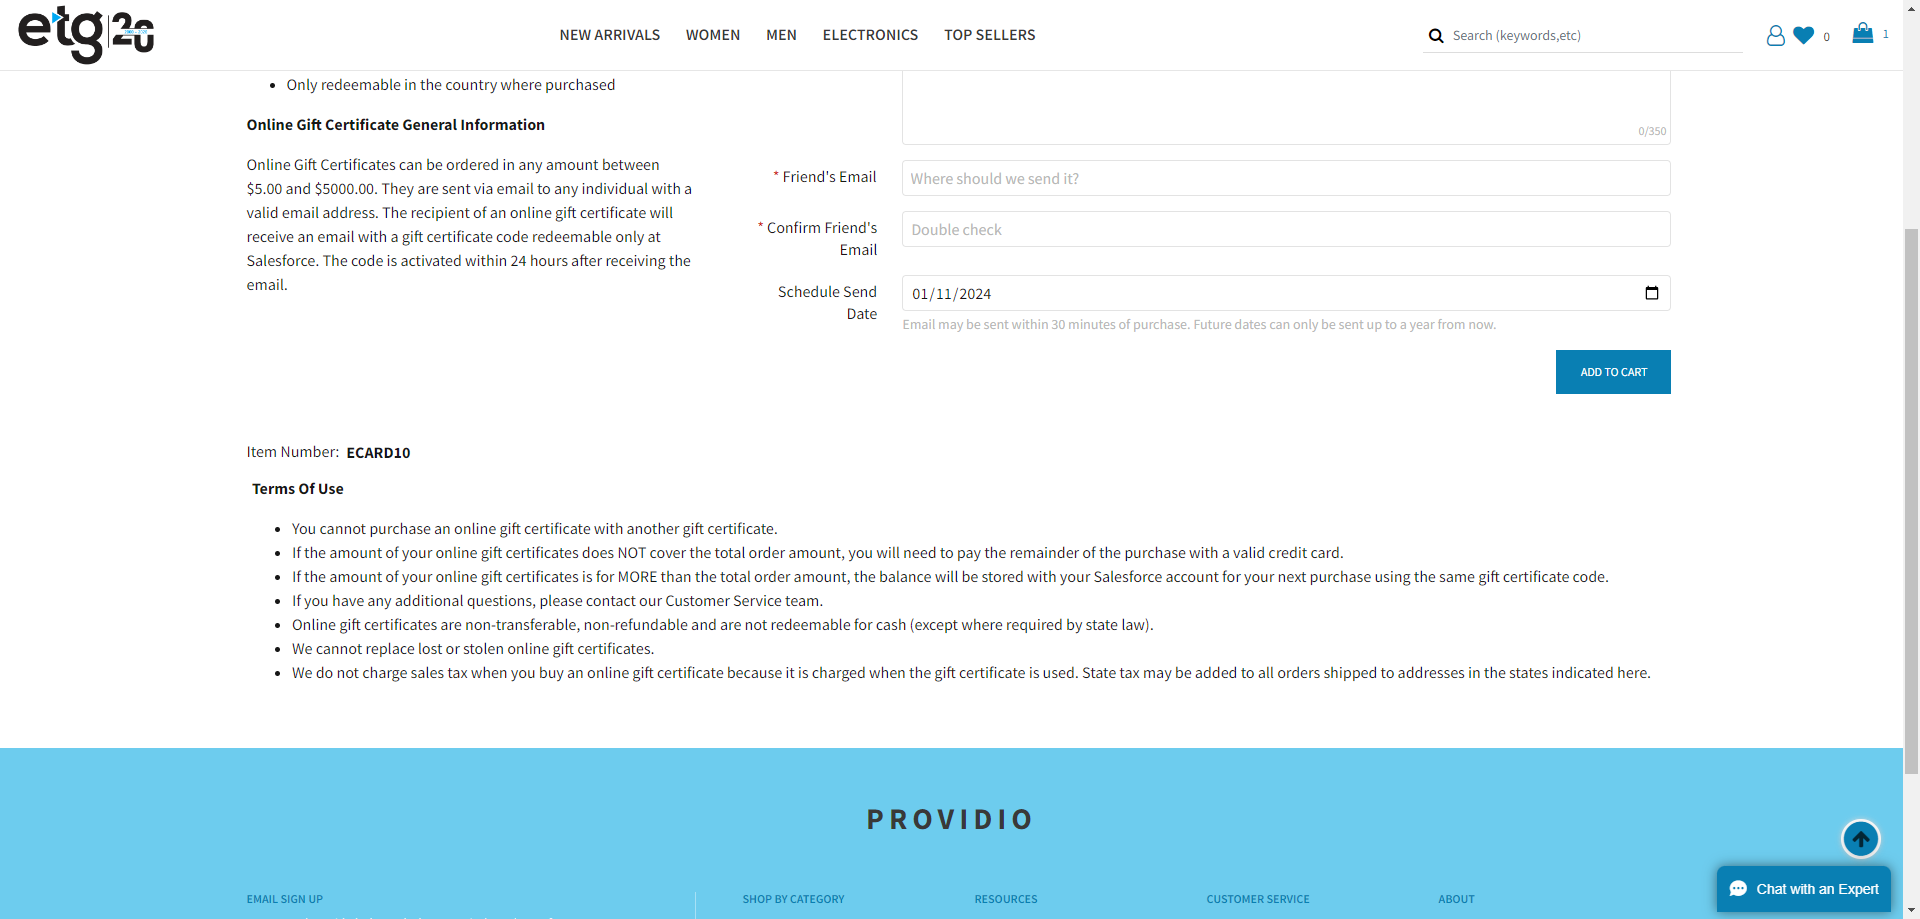 etg 20
NEW ARRIVALS WOMEN MEN ELECTRONICS TOP SELLERS
Search (keywords,etc)
0
1
Only redeemable in the country where purchased
Online Gift Certificate General Information
Online Gift Certificates can be ordered in any amount between
$5.00 and $5000.00. They are sent via email to any individual with a
valid email address. The recipient of an online gift certificate will
receive an email with a gift certificate code redeemable only at
Salesforce. The code is activated within 24 hours after receiving the
email.
0/350
* Friend's Email
Where should we send it?
* Confirm Friend's
Email
Double check
Schedule Send
Date
01/11/2024
Email may be sent within 30 minutes of purchase. Future dates can only be sent up to a year from now.
ADD TO CART
Item Number: ECARD10
Terms Of Use
You cannot purchase an online gift certificate with another gift certificate.
If the amount of your online gift certificates does NOT cover the total order amount, you will need to pay the remainder of the purchase with a valid credit card.
If the amount of your online gift certificates is for MORE than the total order amount, the balance will be stored with your Salesforce account for your next purchase using the same gift certificate code.
If you have any additional questions, please contact our Customer Service team.
Online gift certificates are non-transferable, non-refundable and are not redeemable for cash (except where required by state law).
We cannot replace lost or stolen online gift certificates.
We do not charge sales tax when you buy an online gift certificate because it is charged when the gift certificate is used. State tax may be added to all orders shipped to addresses in the states indicated here.
PROVIDIO
Chat with an Expert
EMAIL SIGN UP SHOP BY CATEGORY RESOURCES CUSTOMER SERVICE ABOUT